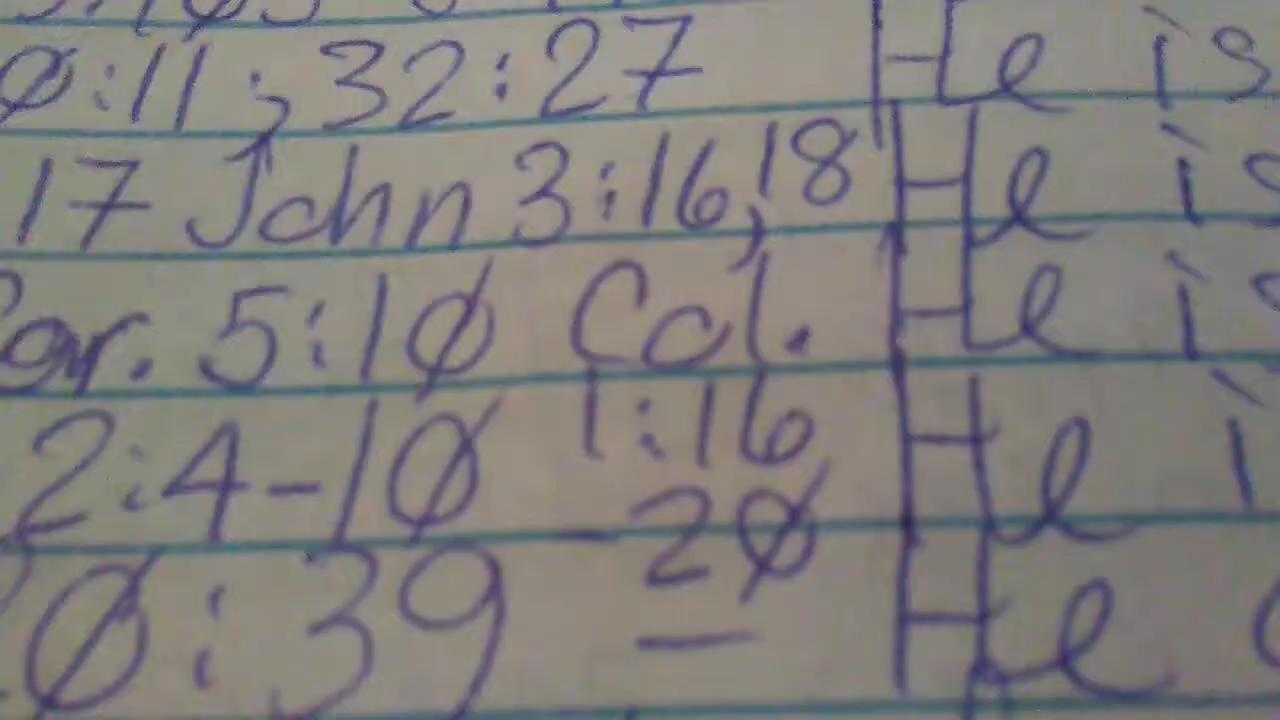 0:11; 32:27 He is
17 John 3:16,18 He is
Cor. 5:10 Col. He is
2:4-10 1:16 He i
-20
0:39 - He